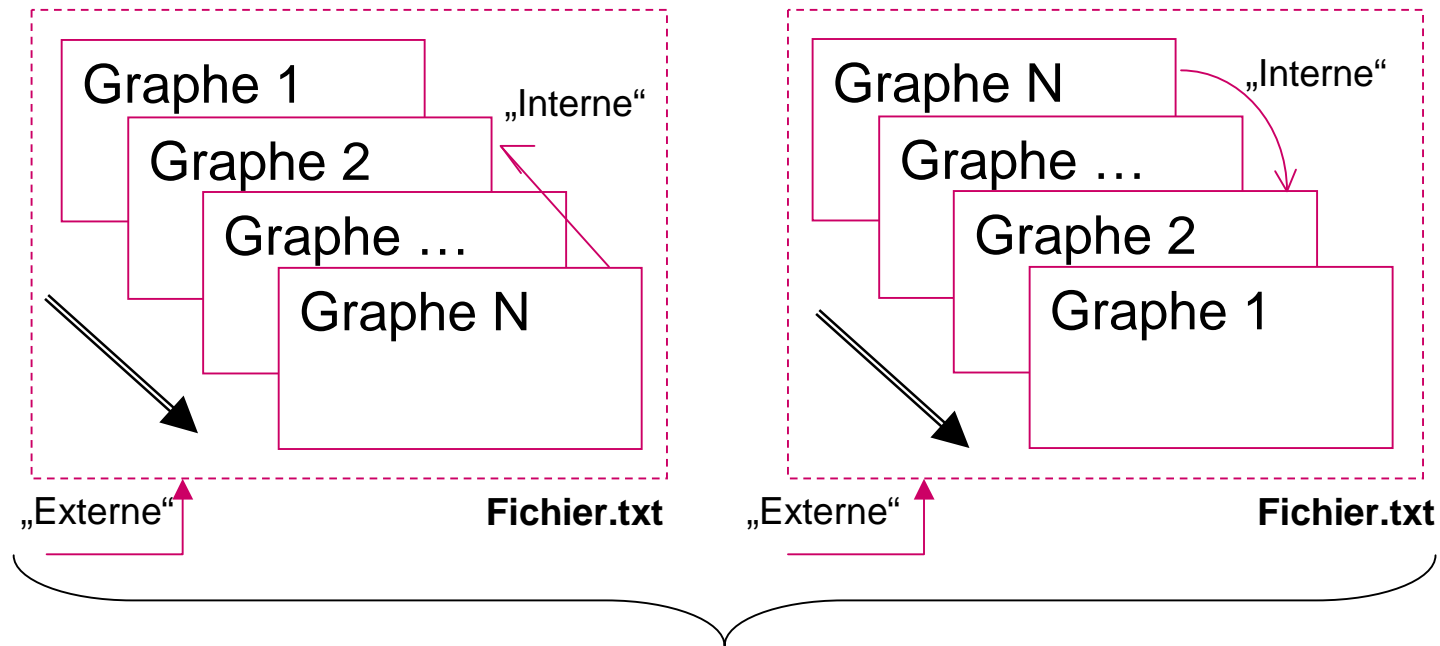 Graphe 1
„Interne“
Graphe 2
Graphe …
Graphe N
„Externe“
Fichier.txt
Graphe N
„Interne“
Graphe …
Graphe 2
Graphe 1
„Externe“
Fichier.txt